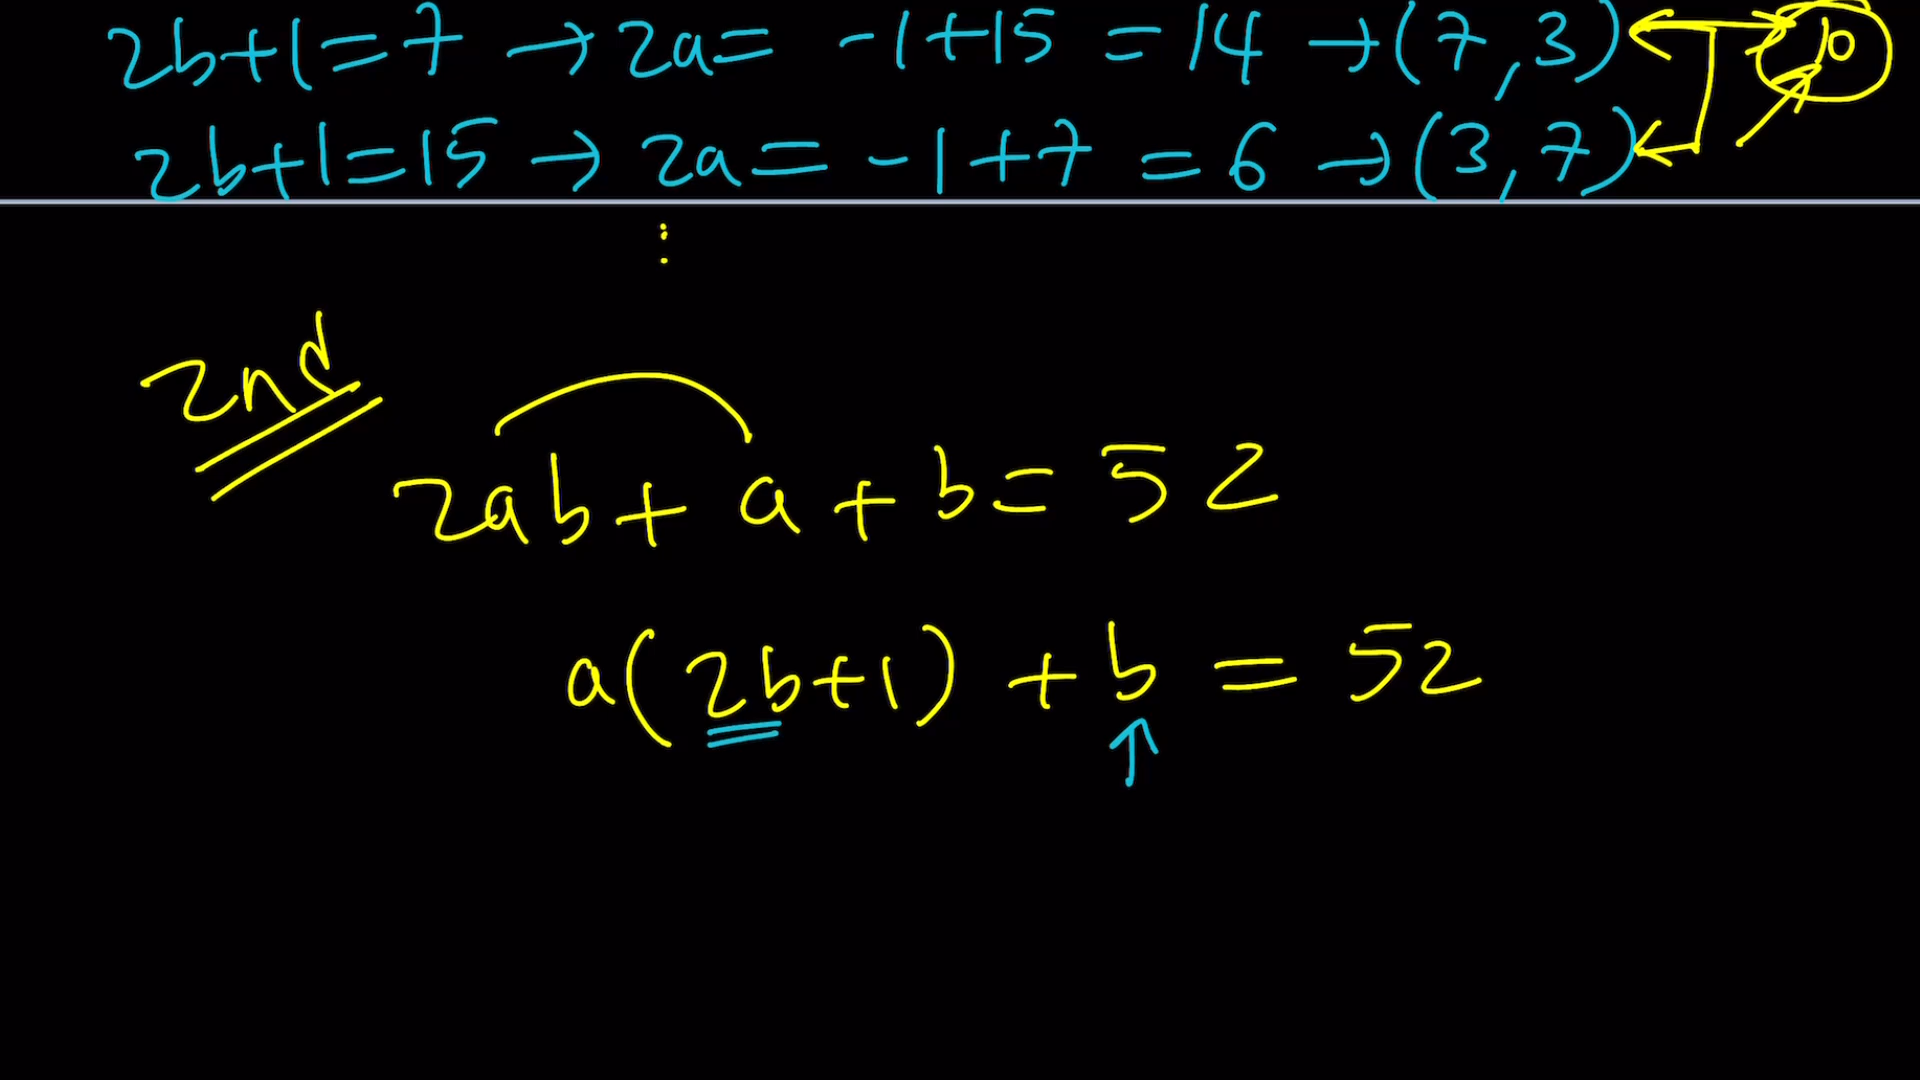 2b+1=7 → 2a= -1+15 = 14 → (7,3) 10
2b+1=15 → 2a= -1+7 = 6 → (3,7)
2nd
2ab + a + b = 52
a(2b+1) + b = 52